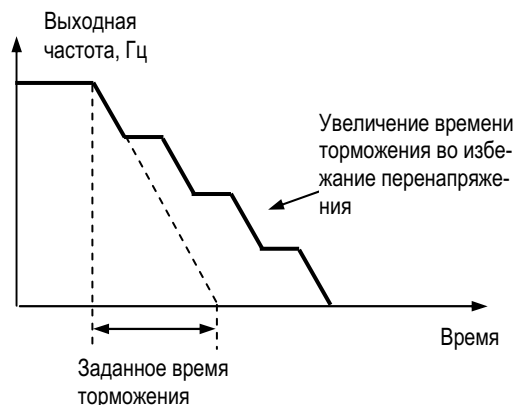 Выходная
частота, Гц
Увеличение времени
торможения во избе-
жание перенапряже-
ния
Время
Заданное время
торможения